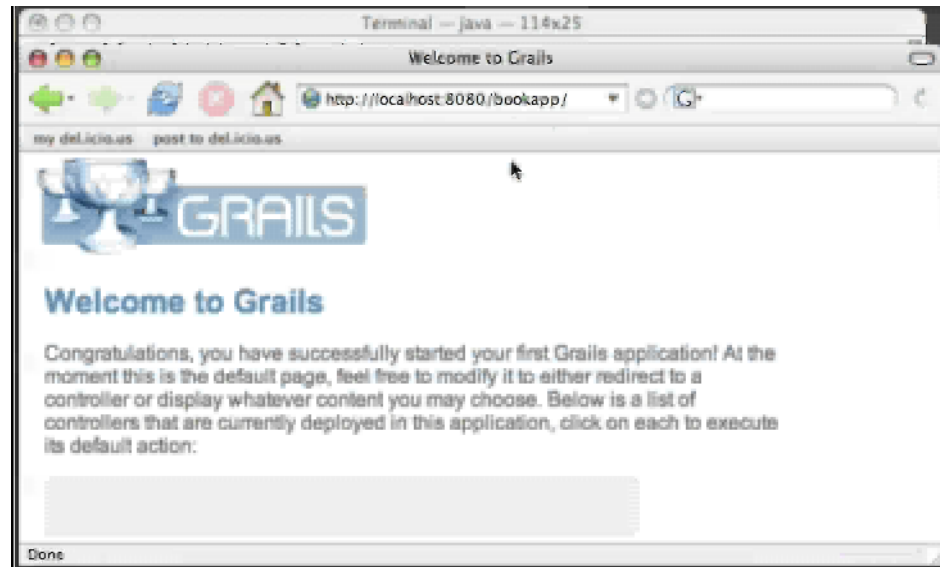 Terminal — java — 114x25
Welcome to Grails
http://localhost:8080/bookapp/
G
my del.icio.us post to del.icio.us
GRAILS
Welcome to Grails
Congratulations, you have successfully started your first Grails application! At the
moment this is the default page, feel free to modify it to either redirect to a
controller or display whatever content you may choose. Below is a list of
controllers that are currently deployed in this application, click on each to execute
its default action:
Done